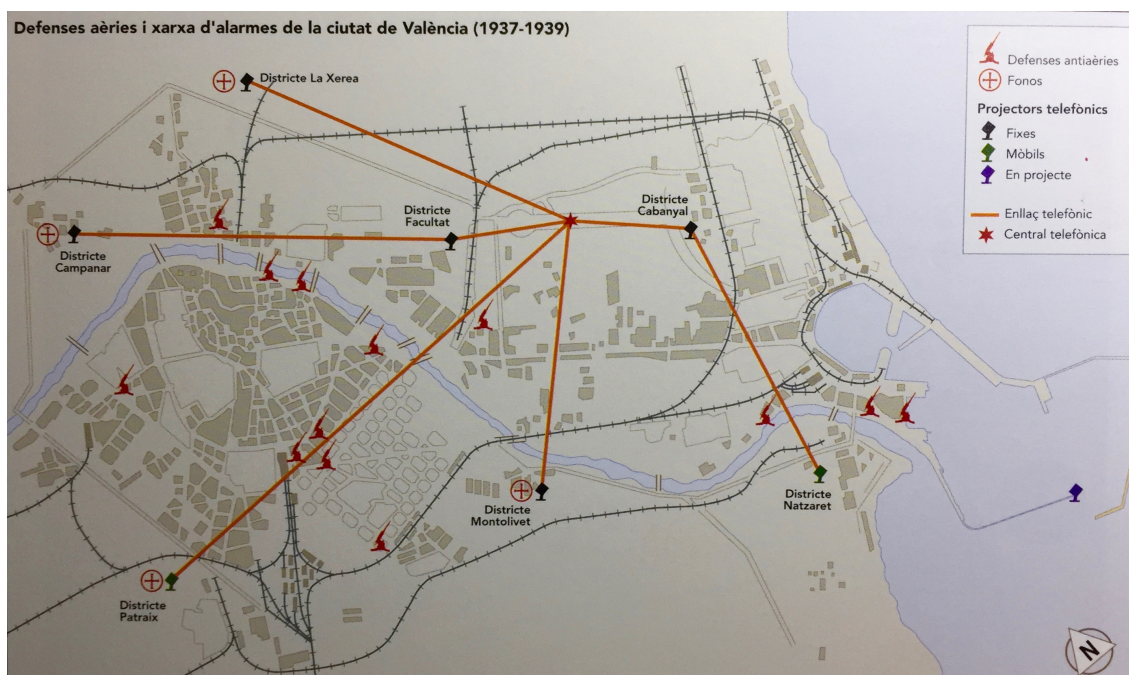 Defenses aèries i xarxa d'alarmes de la ciutat de València (1937-1939)
Defenses antiaèries
Fonos
Projectors telefònics
Fixes
Mòbils
En projecte
Enllaç telefònic
Central telefònica
Districte La Xerea
Districte
Cabanyal
Districte
Facultat
Districte
Campanar
Districte
Natzaret
Districte
Montolivet
Districte
Patraix
N